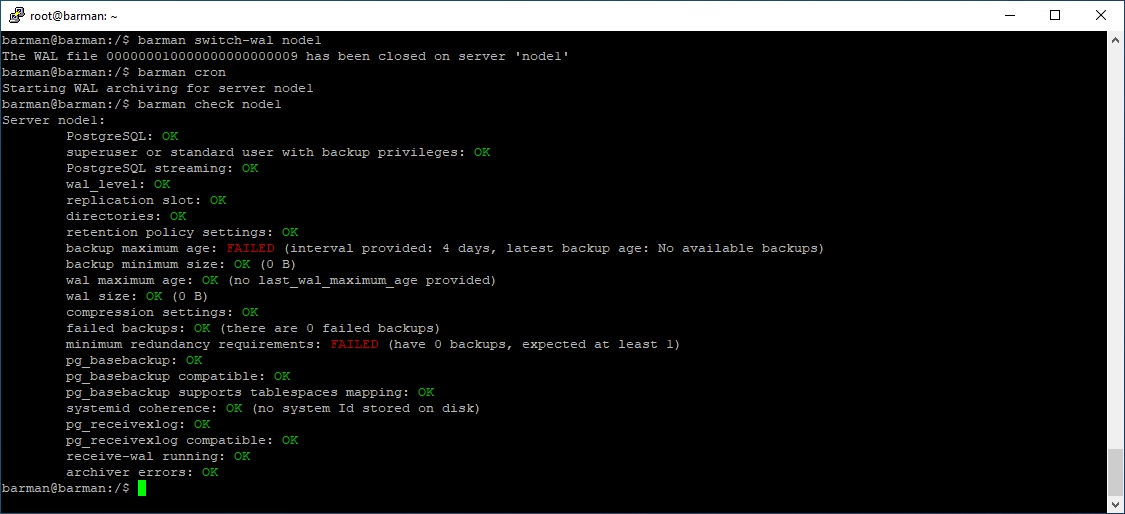 root@barman: ~
barman@barman:/$ barman switch-wal node1
The WAL file 000000010000000000000009 has been closed on server 'node1'
barman@barman:/$ barman cron
Starting WAL archiving for server node1
barman@barman:/$ barman check node1
Server node1:
PostgreSQL: OK
superuser or standard user with backup privileges: OK
PostgreSQL streaming: OK
wal_level: OK
replication slot: OK
directories: OK
retention policy settings: OK
backup maximum age: FAILED (interval provided: 4 days, latest backup age: No available backups)
backup minimum size: OK (0 B)
wal maximum age: OK (no last_wal_maximum_age provided)
wal size: OK (0 B)
compression settings: OK
failed backups: OK (there are 0 failed backups)
minimum redundancy requirements: FAILED (have 0 backups, expected at least 1)
pg_basebackup: OK
pg_basebackup compatible: OK
pg_basebackup supports tablespaces mapping: OK
systemid coherence: OK (no system Id stored on disk)
pg_receivexlog: OK
pg_receivexlog compatible: OK
receive-wal running: OK
archiver errors: OK
barman@barman:/$